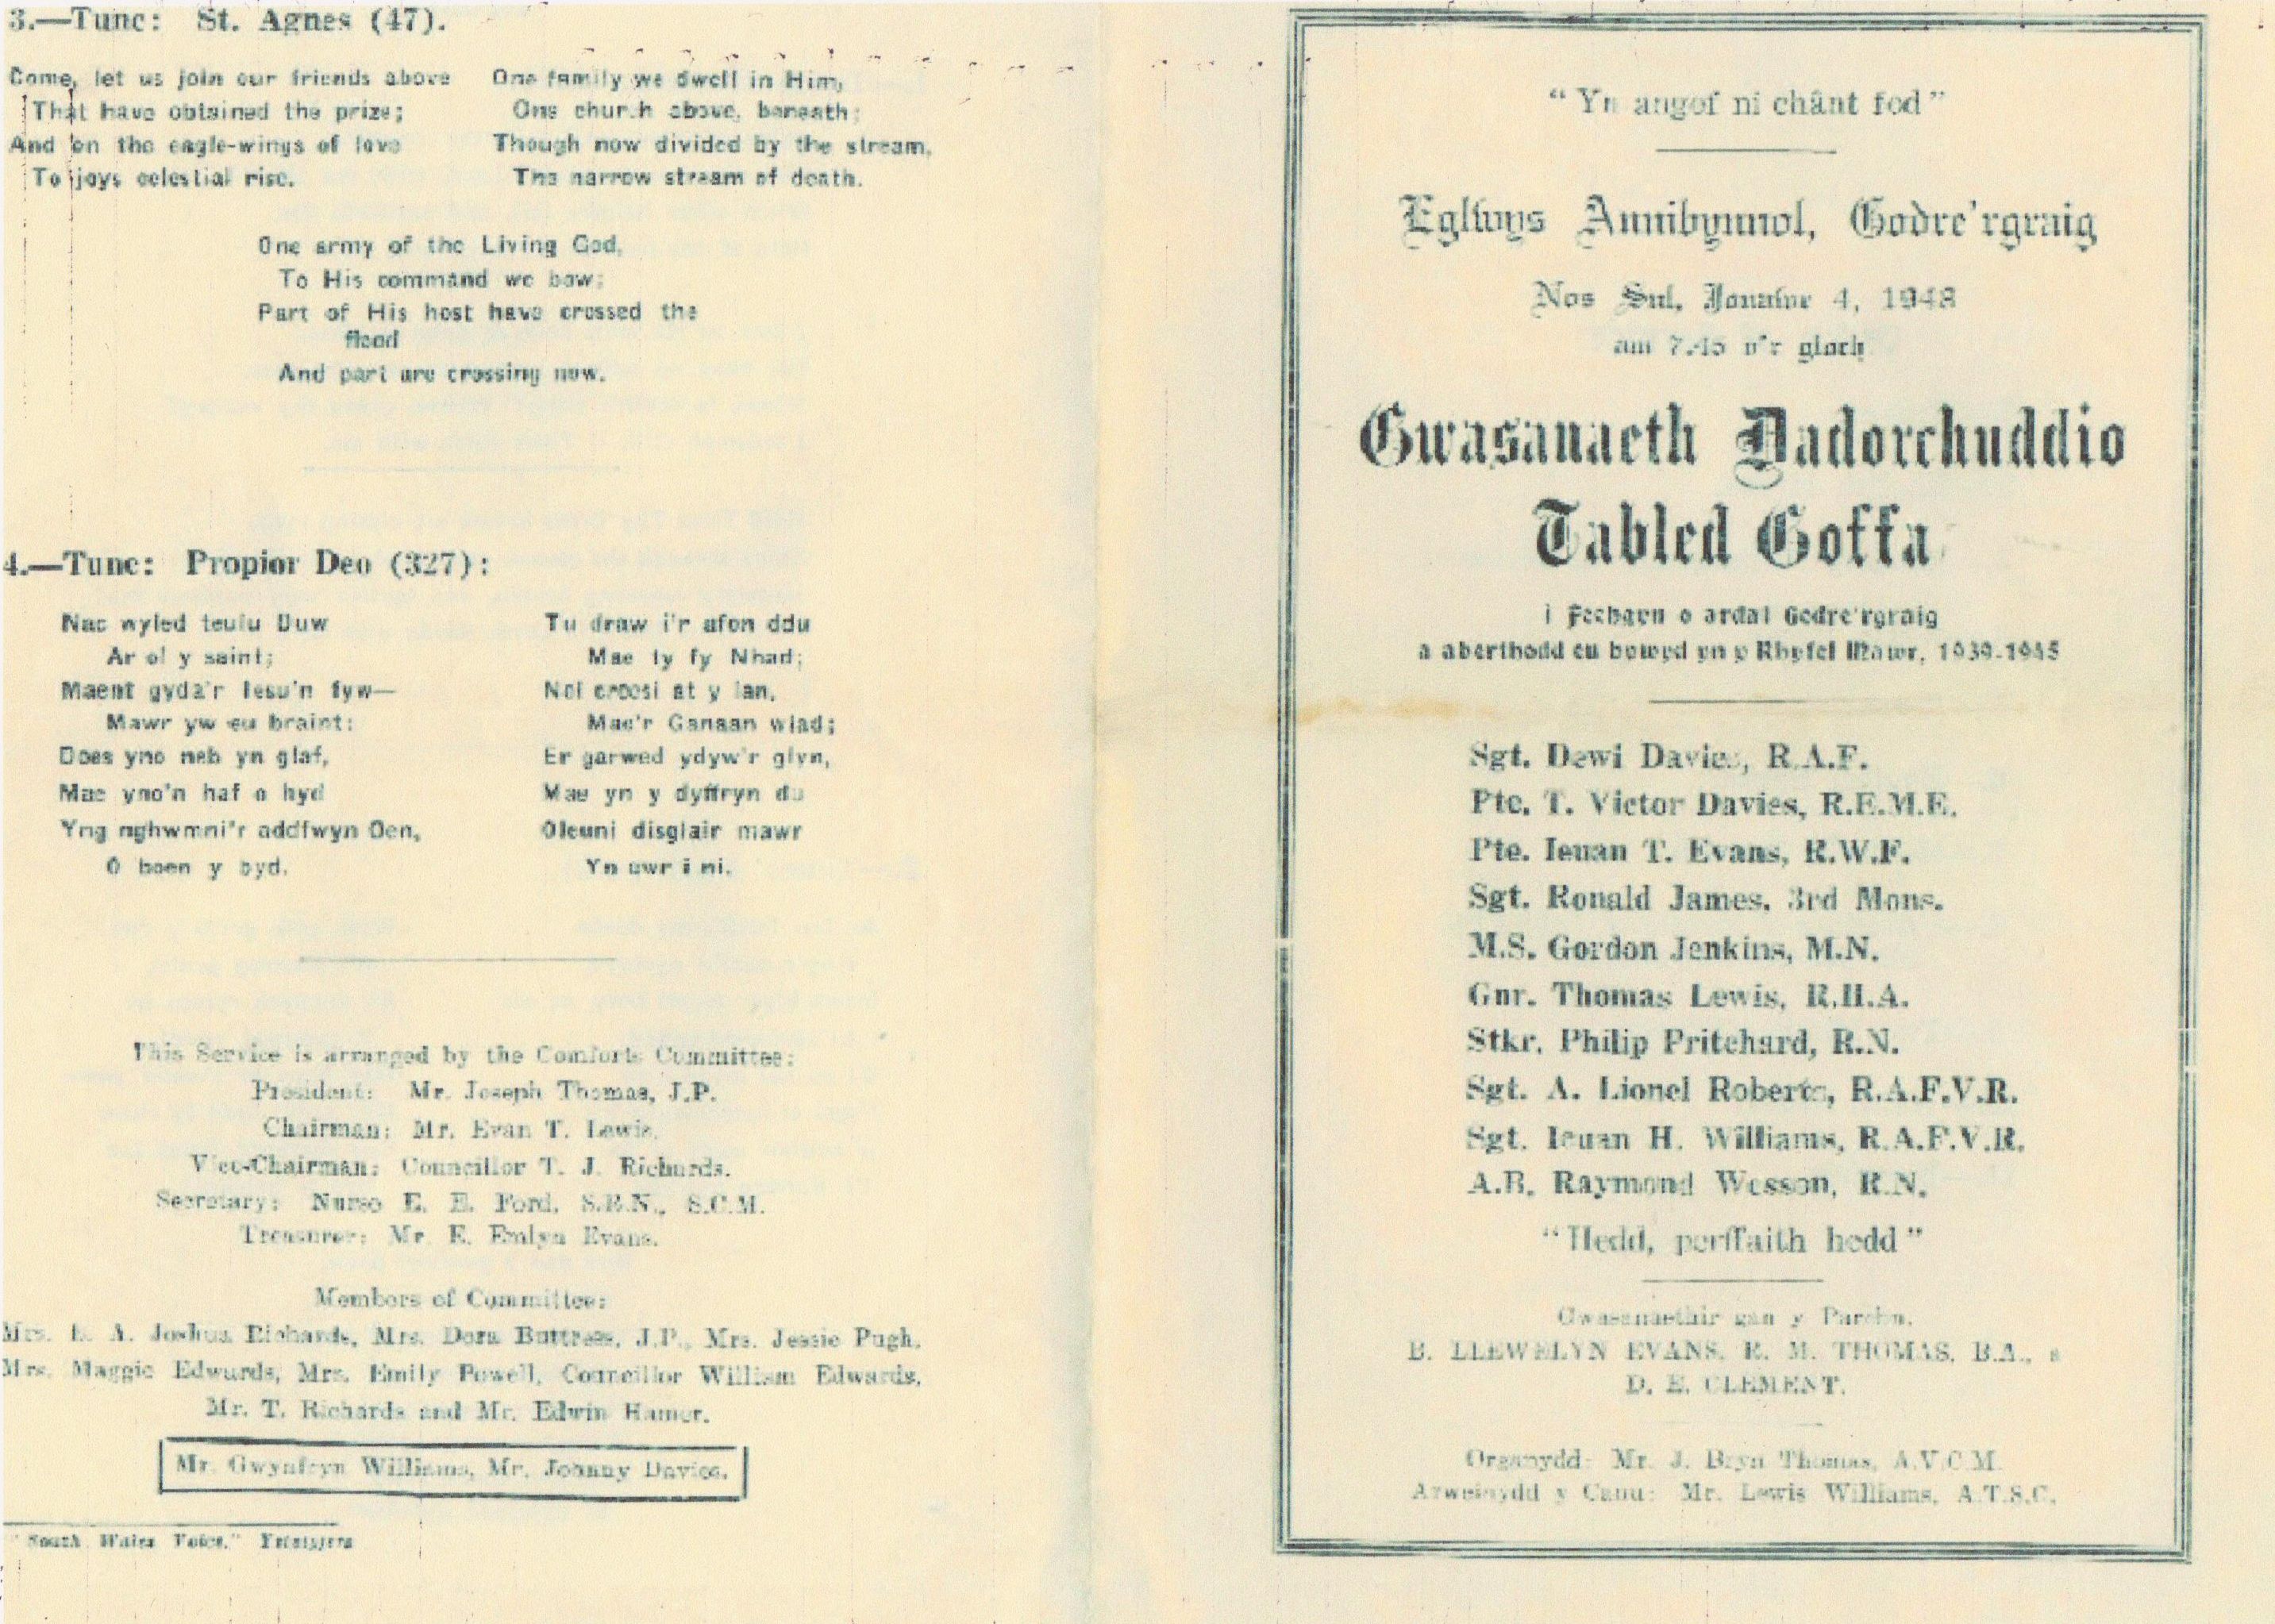 3.—Tune: St. Agnes (47).
Come, let us join our friends above
That have obtained the prize;
And on the eagle-wings of love
To joys celestial rise.
One family we dwell in Him,
One church above, beneath;
Though now divided by the stream,
The narrow stream of death.
One army of the Living God,
To His command we bow;
Part of His host have crossed the
flood
And part are crossing now.
4.—Tune: Propior Deo (327):
Nac wyled teulu Duw
Ar ol y saint;
Maent gyda'r Iesu'n fyw—
Mawr yw eu braint:
Does yno neb yn glaf,
Mae yno'n haf o hyd
Yng nghwmni'r addfwyn Oen,
O boen y byd.
Tu draw i'r afon ddu
Mae ty fy Nhad;
Nol croesi at y lan,
Mae'r Ganaan wlad;
Er garwed ydyw'r glyn,
Mae yn y dyffryn du
Oleuni disglair mawr
Yn awr i ni.
This Service is arranged by the Comforts Committee:
President: Mr. Joseph Thomas, J.P.
Chairman: Mr. Evan T. Lewis.
Vice-Chairman: Councillor T. J. Richards.
Secretary: Nurse E. E. Ford, S.R.N., S.C.M.
Treasurer: Mr. E. Emlyn Evans.
Members of Committee:
Mrs. A. Joshua Richards, Mrs. Dora Buttress, J.P., Mrs. Jessie Pugh,
Mrs. Maggie Edwards, Mrs. Emily Powell, Councillor William Edwards,
Mr. T. Richards and Mr. Edwin Hamer.
Mr. Gwynfryn Williams, Mr. Johnny Davies.
"South Wales Voice," Ystalyfera
"Yn angof ni chânt fod"
Eglwys Annibynnol, Godre'rgraig
Nos Sul, Ionawr 4, 1948
am 7.45 o'r gloch
Gwasanaeth Dadorchuddio
Tabled Goffa
i Fechgyn o ardal Godre'rgraig
a aberthodd eu bowyd yn y Rhyfel Mawr, 1939-1945
Sgt. Dewi Davies, R.A.F.
Pte. T. Victor Davies, R.E.M.E.
Pte. Ieuan T. Evans, R.W.F.
Sgt. Ronald James, 3rd Mons.
M.S. Gordon Jenkins, M.N.
Gnr. Thomas Lewis, R.H.A.
Stkr. Philip Pritchard, R.N.
Sgt. A. Lionel Roberts, R.A.F.V.R.
Sgt. Ieuan H. Williams, R.A.F.V.R.
A.B. Raymond Wesson, R.N.
"Hedd, perffaith hedd"
Gwasanaethir gan y Parchn.
B. LLEWELYN EVANS, R. M. THOMAS, B.A., a
D. E. CLEMENT.
Organydd: Mr. J. Bryn Thomas, A.V.C.M.
Arweinydd y Canu: Mr. Lewis Williams, A.T.S.C.